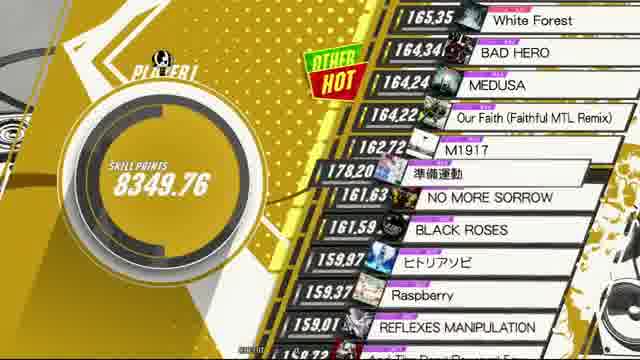 PLAYER1
SKILL POINTS
8349.76
OTHER
HOT
165,35 White Forest
164,34 BAD HERO
164,24 MEDUSA
164,22 Our Faith (Faithful MTL Remix)
162,72 M1917
178,20 準備運動
161,63 NO MORE SORROW
161,59 BLACK ROSES
159,97 ヒトリアソビ
159,37 Raspberry
159,01 REFLEXES MANIPULATION
158,72